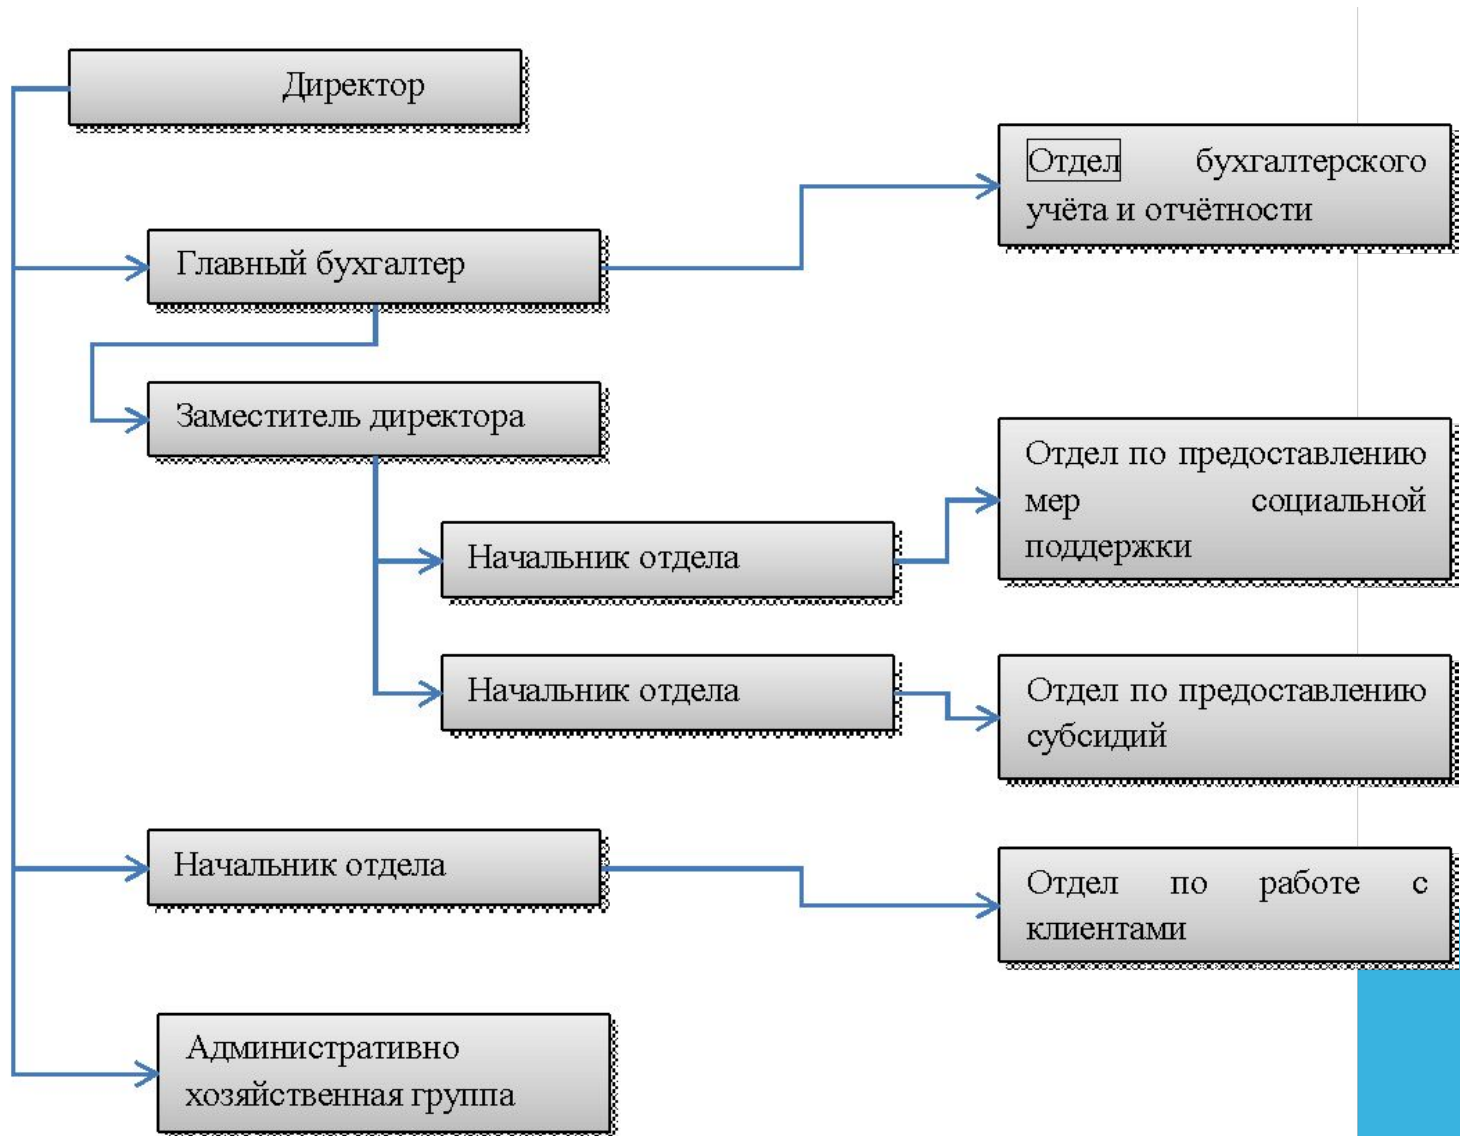 Директор
Отдел бухгалтерского
учёта и отчётности
Главный бухгалтер
Заместитель директора
Отдел по предоставлению
мер социальной
поддержки
Начальник отдела
Начальник отдела
Отдел по предоставлению
субсидий
Начальник отдела
Отдел по работе с
клиентами
Административно
хозяйственная группа